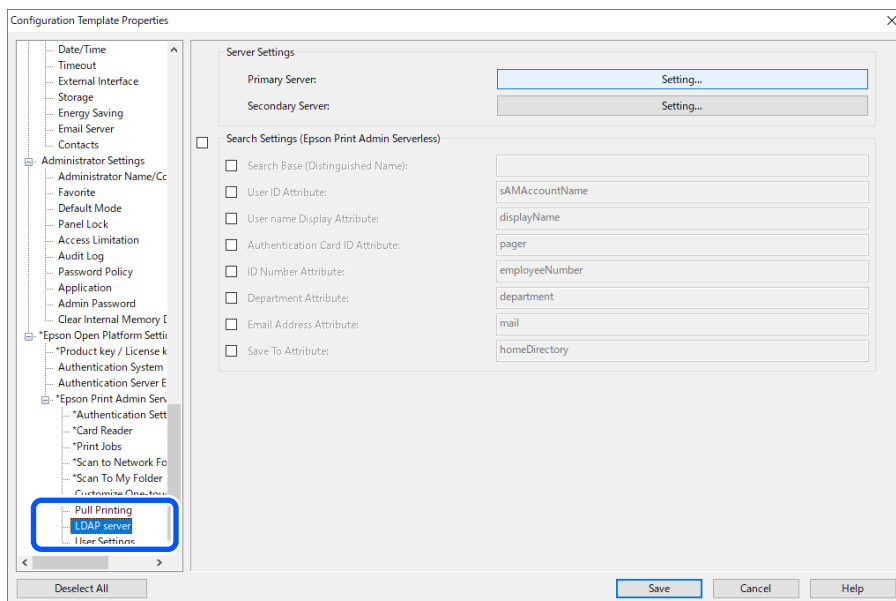 Configuration Template Properties
Date/Time
Timeout
External Interface
Storage
Energy Saving
Email Server
Contacts
Administrator Settings
Administrator Name/Co
Favorite
Default Mode
Panel Lock
Access Limitation
Audit Log
Password Policy
Application
Admin Password
Clear Internal Memory D
*Epson Open Platform Settin
*Product key / License k
Authentication System
Authentication Server E
*Epson Print Admin Serv
*Authentication Sett
*Card Reader
*Print Jobs
*Scan to Network Fo
*Scan To My Folder
Customize One-tou
Pull Printing
LDAP server
User Settings
Server Settings
Primary Server:
Setting...
Secondary Server:
Setting...
Search Settings (Epson Print Admin Serverless)
Search Base (Distinguished Name):
User ID Attribute:
sAMAccountName
User name Display Attribute:
displayName
Authentication Card ID Attribute:
pager
ID Number Attribute:
employeeNumber
Department Attribute:
department
Email Address Attribute:
mail
Save To Attribute:
homeDirectory
Deselect All
Save
Cancel
Help